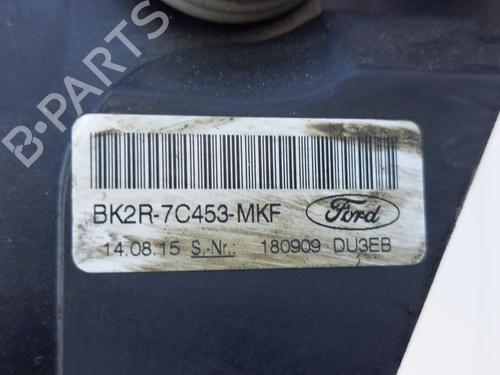 B-PARTS
BK2R-7C453-MKF Ford
14.08.15 S.-Nr.: 180909 DU3EB